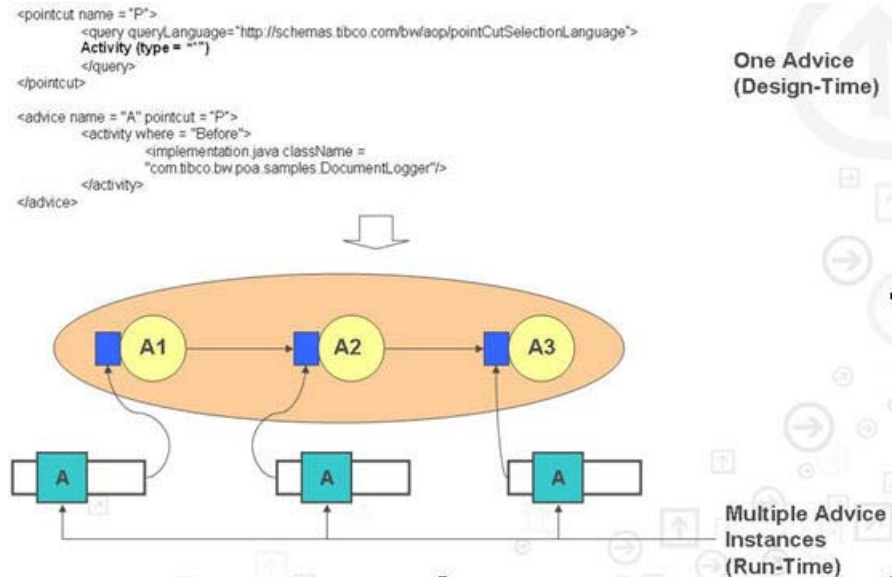 <pointcut name = "P">
<query queryLanguage="http://schemas.tibco.com/bw/aop/pointCutSelectionLanguage">
Activity (type = "*")
</query>
</pointcut>
<advice name = "A" pointcut = "P">
<activity where = "Before">
<implementation.java className =
"com.tibco.bw.poa.samples.DocumentLogger"/>
</activity>
</advice>
One Advice
(Design-Time)
A1
A2
A3
A
A
A
Multiple Advice
Instances
(Run-Time)